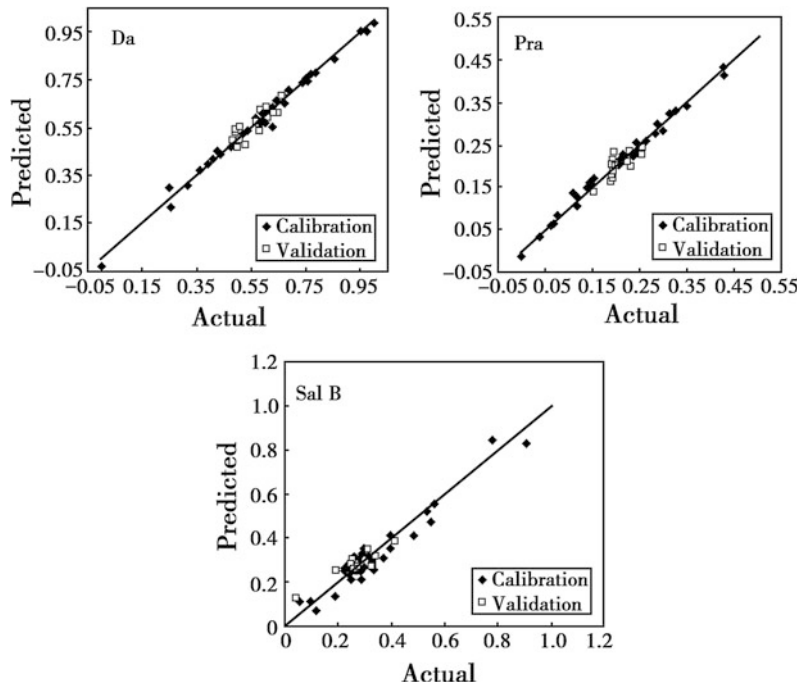 Da
Predicted
0.95
0.75
0.55
0.35
0.15
−0.05
−0.05 0.15 0.35 0.55 0.75 0.95
Actual
Calibration
Validation
Pra
Predicted
0.55
0.45
0.35
0.25
0.15
0.05
−0.05
−0.05 0.05 0.15 0.25 0.35 0.45 0.55
Actual
Calibration
Validation
Sal B
Predicted
1.2
1.0
0.8
0.6
0.4
0.2
0
0 0.2 0.4 0.6 0.8 1.0 1.2
Actual
Calibration
Validation